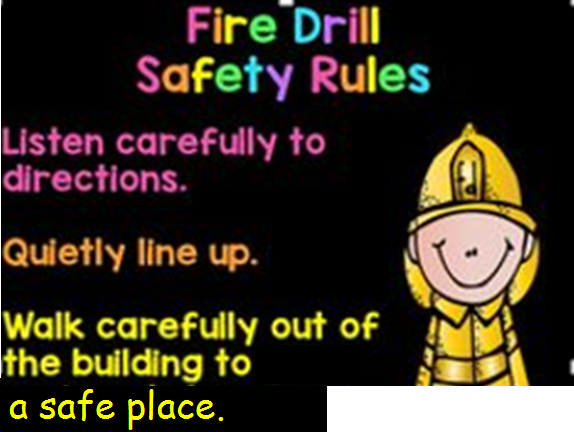 Fire Drill
Safety Rules
Listen carefully to
directions.
Quietly line up.
Walk carefully out of
the building to
a safe place.